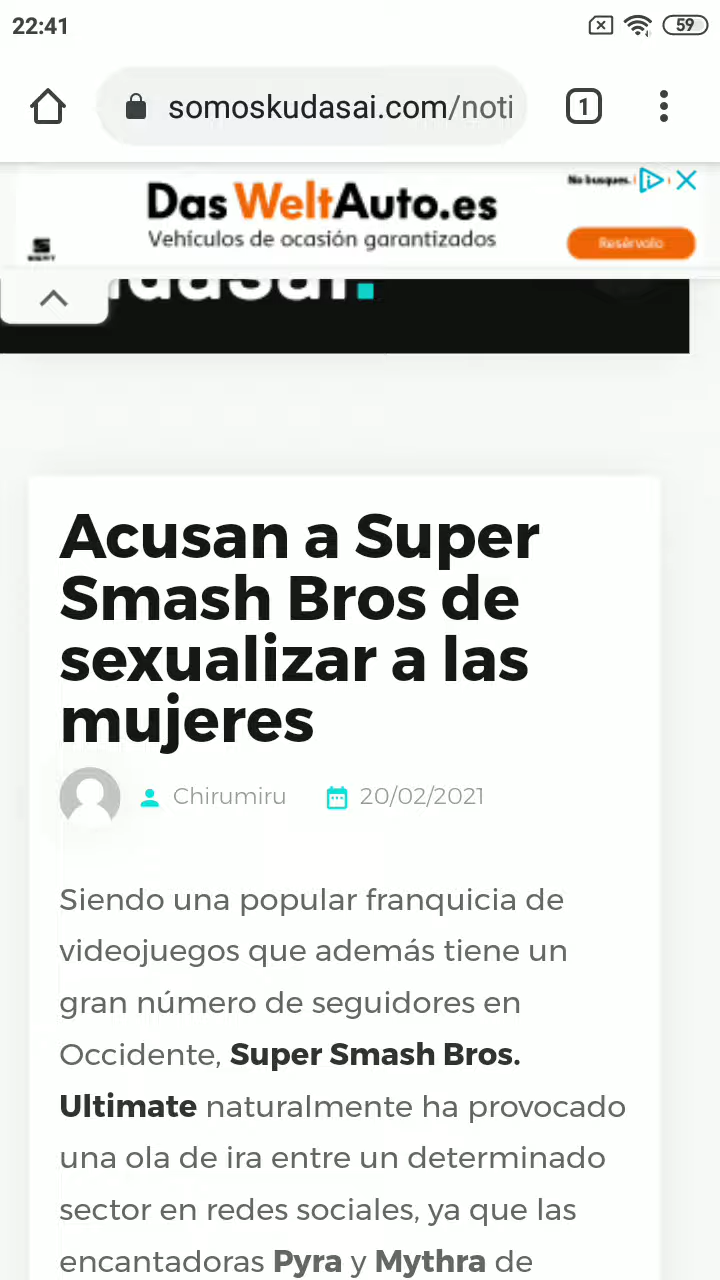 22:41
59
somoskudasai.com/noti
1
DasWeltAuto.es
Vehículos de ocasión garantizados
No busques.
Resérvalo
Acusan a Super
Smash Bros de
sexualizar a las
mujeres
Chirumiru 20/02/2021
Siendo una popular franquicia de
videojuegos que además tiene un
gran número de seguidores en
Occidente, Super Smash Bros.
Ultimate naturalmente ha provocado
una ola de ira entre un determinado
sector en redes sociales, ya que las
encantadoras Pyra y Mythra de